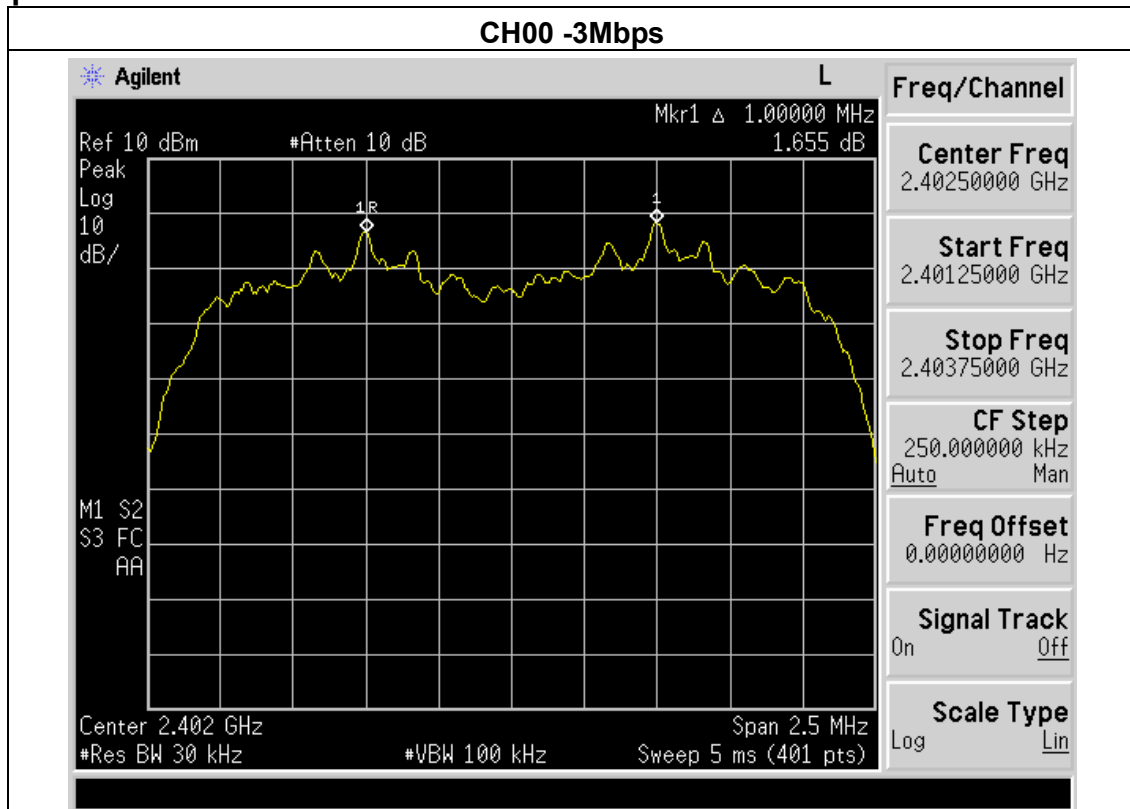 CH00 -3Mbps
Agilent
L
Freq/Channel
Mkr1 Δ 1.00000 MHz
Ref 10 dBm #Atten 10 dB 1.655 dB
Peak
Log
10
dB/
1R
1
Center Freq
2.40250000 GHz
Start Freq
2.40125000 GHz
Stop Freq
2.40375000 GHz
CF Step
250.000000 kHz
Auto Man
Freq Offset
0.00000000 Hz
Signal Track
On Off
Scale Type
Log Lin
M1 S2
S3 FC
AA
Center 2.402 GHz Span 2.5 MHz
#Res BW 30 kHz #VBW 100 kHz Sweep 5 ms (401 pts)